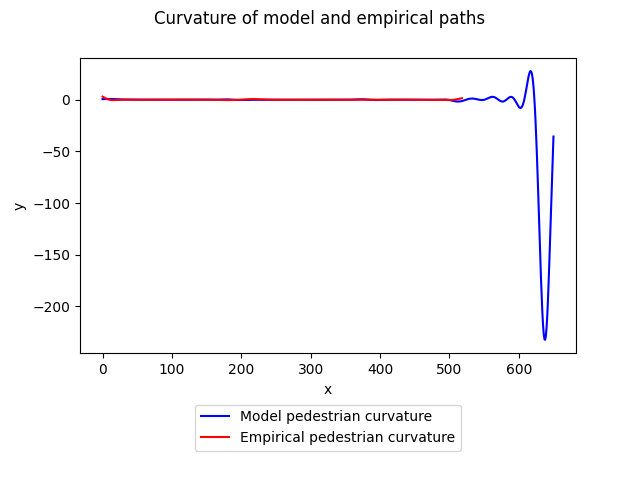 Curvature of model and empirical paths
0
−50
−100
−150
−200
y
0 100 200 300 400 500 600
x
Model pedestrian curvature
Empirical pedestrian curvature